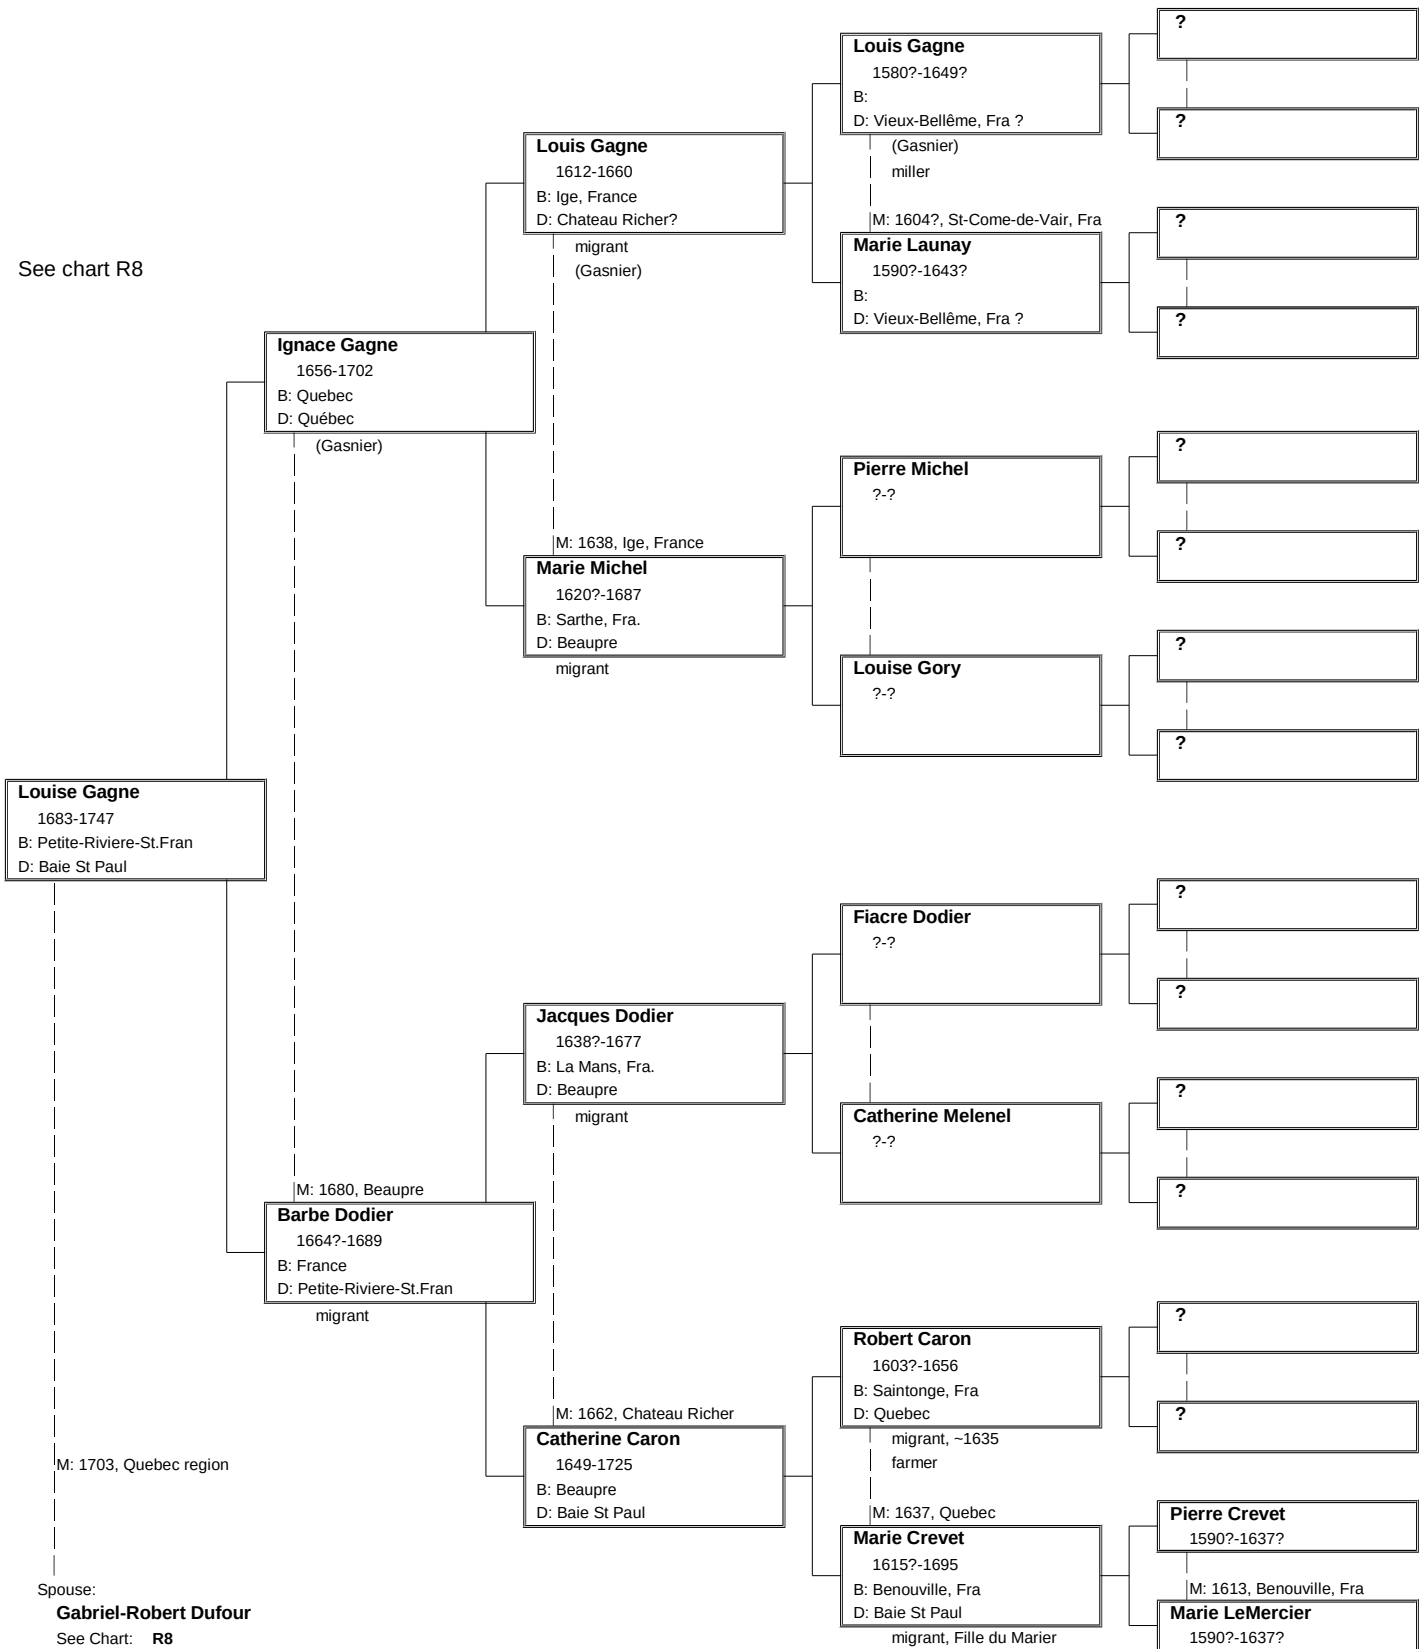 ?
Louis Gagne
1580?-1649?
B:
D: Vieux-Bellême, Fra ?
(Gasnier)
miller
?
Louis Gagne
1612-1660
B: Ige, France
D: Chateau Richer?
migrant
(Gasnier)
M: 1604?, St-Come-de-Vair, Fra
?
Marie Launay
1590?-1643?
B:
D: Vieux-Bellême, Fra ?
?
See chart R8
Ignace Gagne
1656-1702
B: Quebec
D: Québec
(Gasnier)
?
Pierre Michel
?-?
?
M: 1638, Ige, France
Marie Michel
1620?-1687
B: Sarthe, Fra.
D: Beaupre
migrant
?
Louise Gory
?-?
?
Louise Gagne
1683-1747
B: Petite-Riviere-St.Fran
D: Baie St Paul
?
Fiacre Dodier
?-?
?
Jacques Dodier
1638?-1677
B: La Mans, Fra.
D: Beaupre
migrant
?
Catherine Melenel
?-?
?
M: 1680, Beaupre
Barbe Dodier
1664?-1689
B: France
D: Petite-Riviere-St.Fran
migrant
?
Robert Caron
1603?-1656
B: Saintonge, Fra
D: Quebec
migrant, ~1635
farmer
?
M: 1662, Chateau Richer
Catherine Caron
1649-1725
B: Beaupre
D: Baie St Paul
M: 1703, Quebec region
M: 1637, Quebec
Marie Crevet
1615?-1695
B: Benouville, Fra
D: Baie St Paul
migrant, Fille du Marier
Pierre Crevet
1590?-1637?
M: 1613, Benouville, Fra
Marie LeMercier
1590?-1637?
Spouse:
Gabriel-Robert Dufour
See Chart: R8